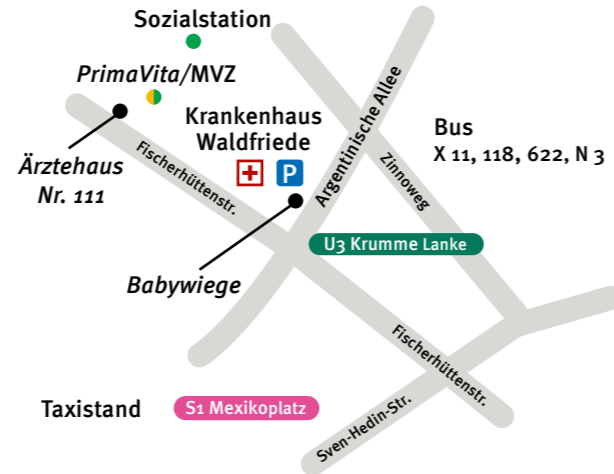 Sozialstation
PrimaVita/MVZ
Krankenhaus
Waldfriede
Argentinische Allee
Bus
X 11, 118, 622, N 3
Ärztehaus
Nr. 111
Fischerhüttenstr.
P
Zinnoweg
U3 Krumme Lanke
Babywiege
Fischerhüttenstr.
Taxistand
S1 Mexikoplatz
Sven-Hedin-Str.